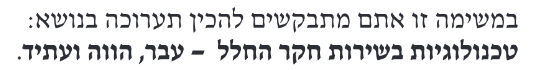 במשימה זו אתם מתבקשים להכין תערוכה בנושא:
טכנולוגיות בשירות חקר החלל – עבר, הווה ועתיד.